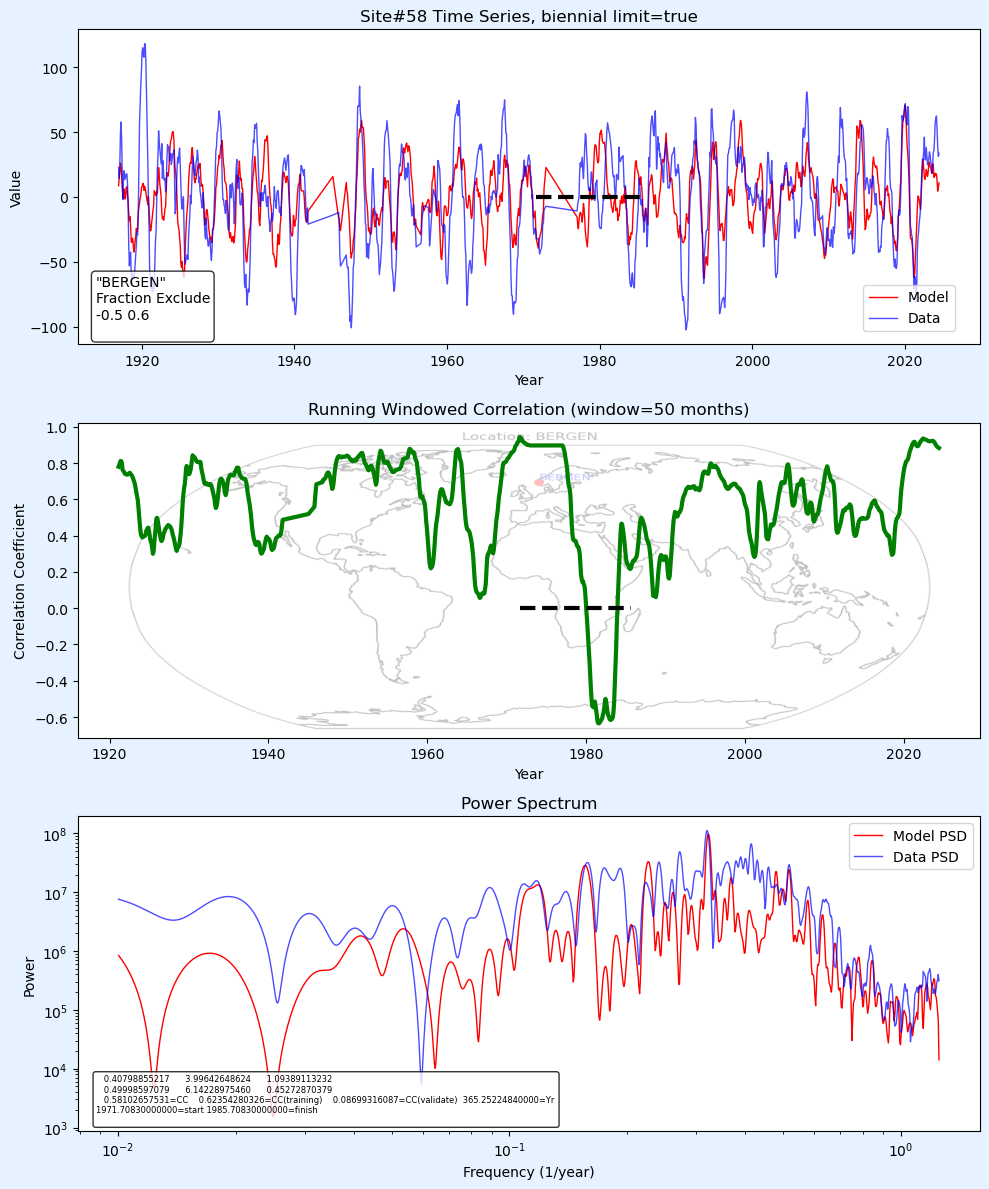 Site#58 Time Series, biennial limit=true
Value
100
50
0
−50
−100
"BERGEN"
Fraction Exclude
-0.5 0.6
Model
Data
1920 1940 1960 1980 2000 2020
Year
Running Windowed Correlation (window=50 months)
Correlation Coefficient
1.0
0.8
0.6
0.4
0.2
0.0
−0.2
−0.4
−0.6
Location: BERGEN
BERGEN
1920 1940 1960 1980 2000 2020
Year
Power Spectrum
Power
10^8
10^7
10^6
10^5
10^4
10^3
Model PSD
Data PSD
0.40798855217 3.99642648624 1.09389113232
0.49998597079 6.14228975460 0.45272870379
0.58102657531=CC 0.62354280326=CC(training) 0.08699316087=CC(validate) 365.25224840000=Yr
1971.70830000000=start 1985.70830000000=finish
10^−2 10^−1 10^0
Frequency (1/year)